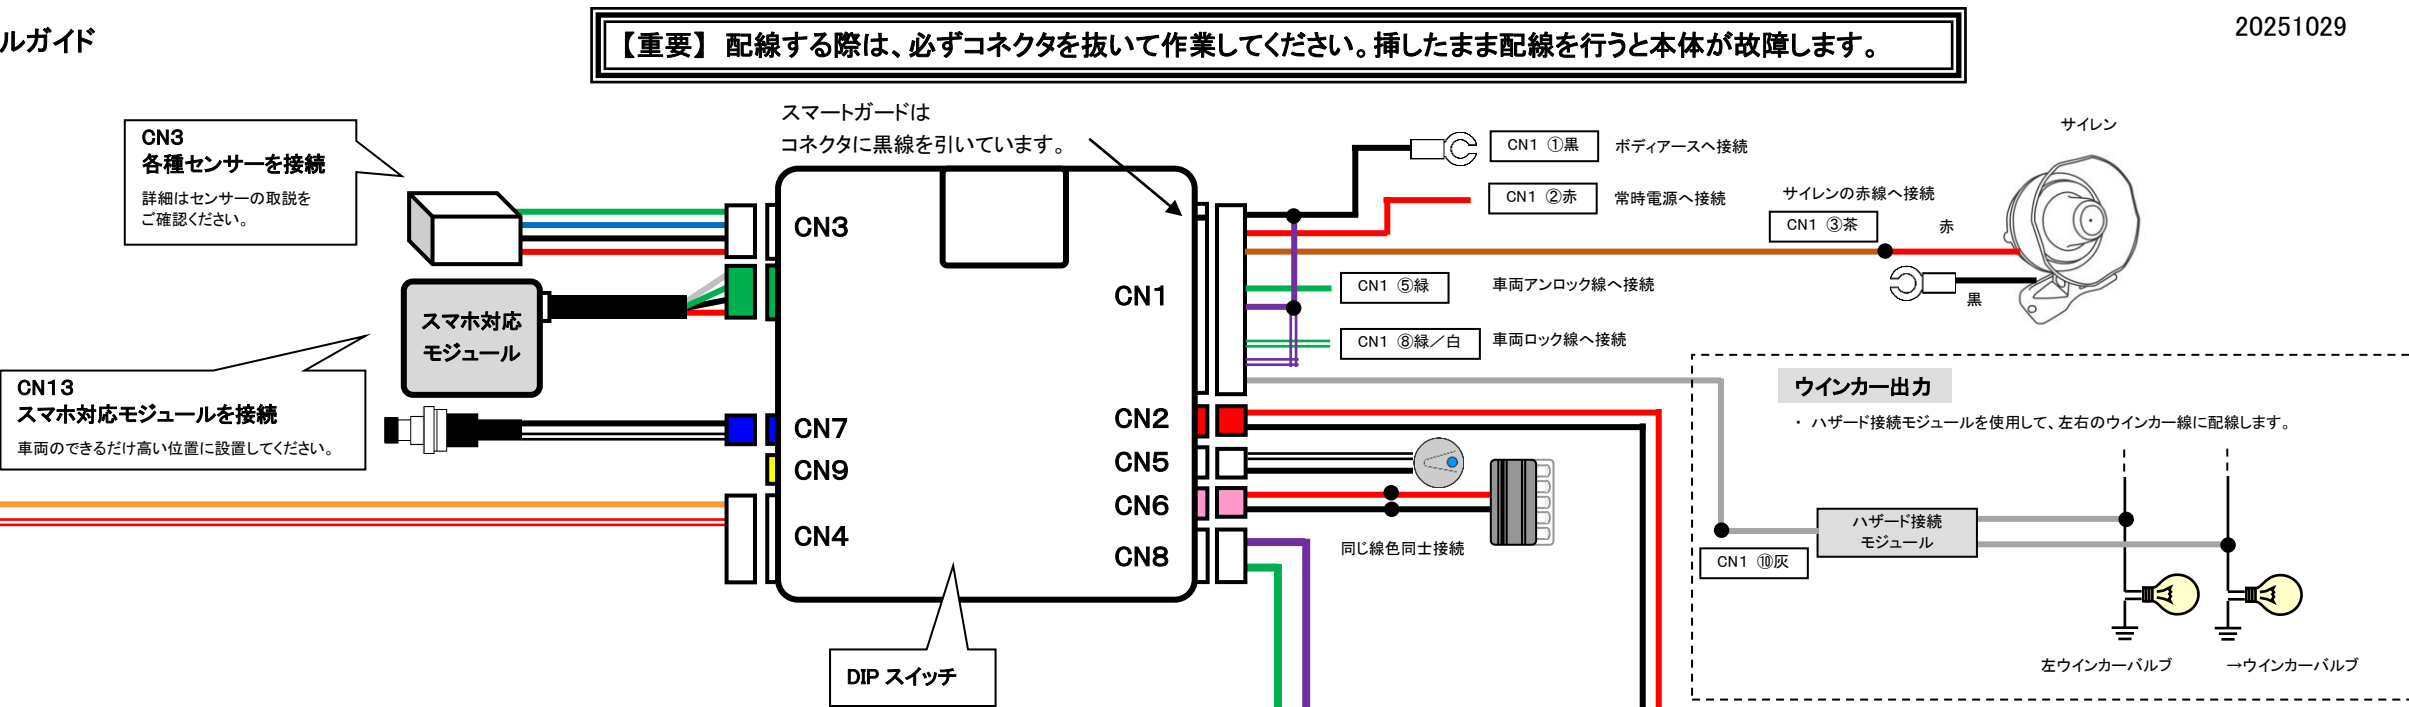 ルガイド
【重要】 配線する際は、必ずコネクタを抜いて作業してください。挿したまま配線を行うと本体が故障します。
20251029
CN3
各種センサーを接続
詳細はセンサーの取説を
ご確認ください。
スマートガードは
コネクタに黒線を引いています。
CN1 ①黒
ボディアースへ接続
CN1 ②赤
常時電源へ接続
サイレンの赤線へ接続
CN1 ③茶
赤
サイレン
黒
CN3
CN1
CN1 ⑤緑
車両アンロック線へ接続
CN1 ⑧緑／白
車両ロック線へ接続
スマホ対応
モジュール
CN13
スマホ対応モジュールを接続
車両のできるだけ高い位置に設置してください。
CN7
CN9
CN4
CN2
CN5
CN6
CN8
同じ線色同士接続
DIP スイッチ
ウインカー出力
・ ハザード接続モジュールを使用して、左右のウインカー線に配線します。
ハザード接続
モジュール
CN1 ⑩灰
左ウインカーバルブ
→ウインカーバルブ